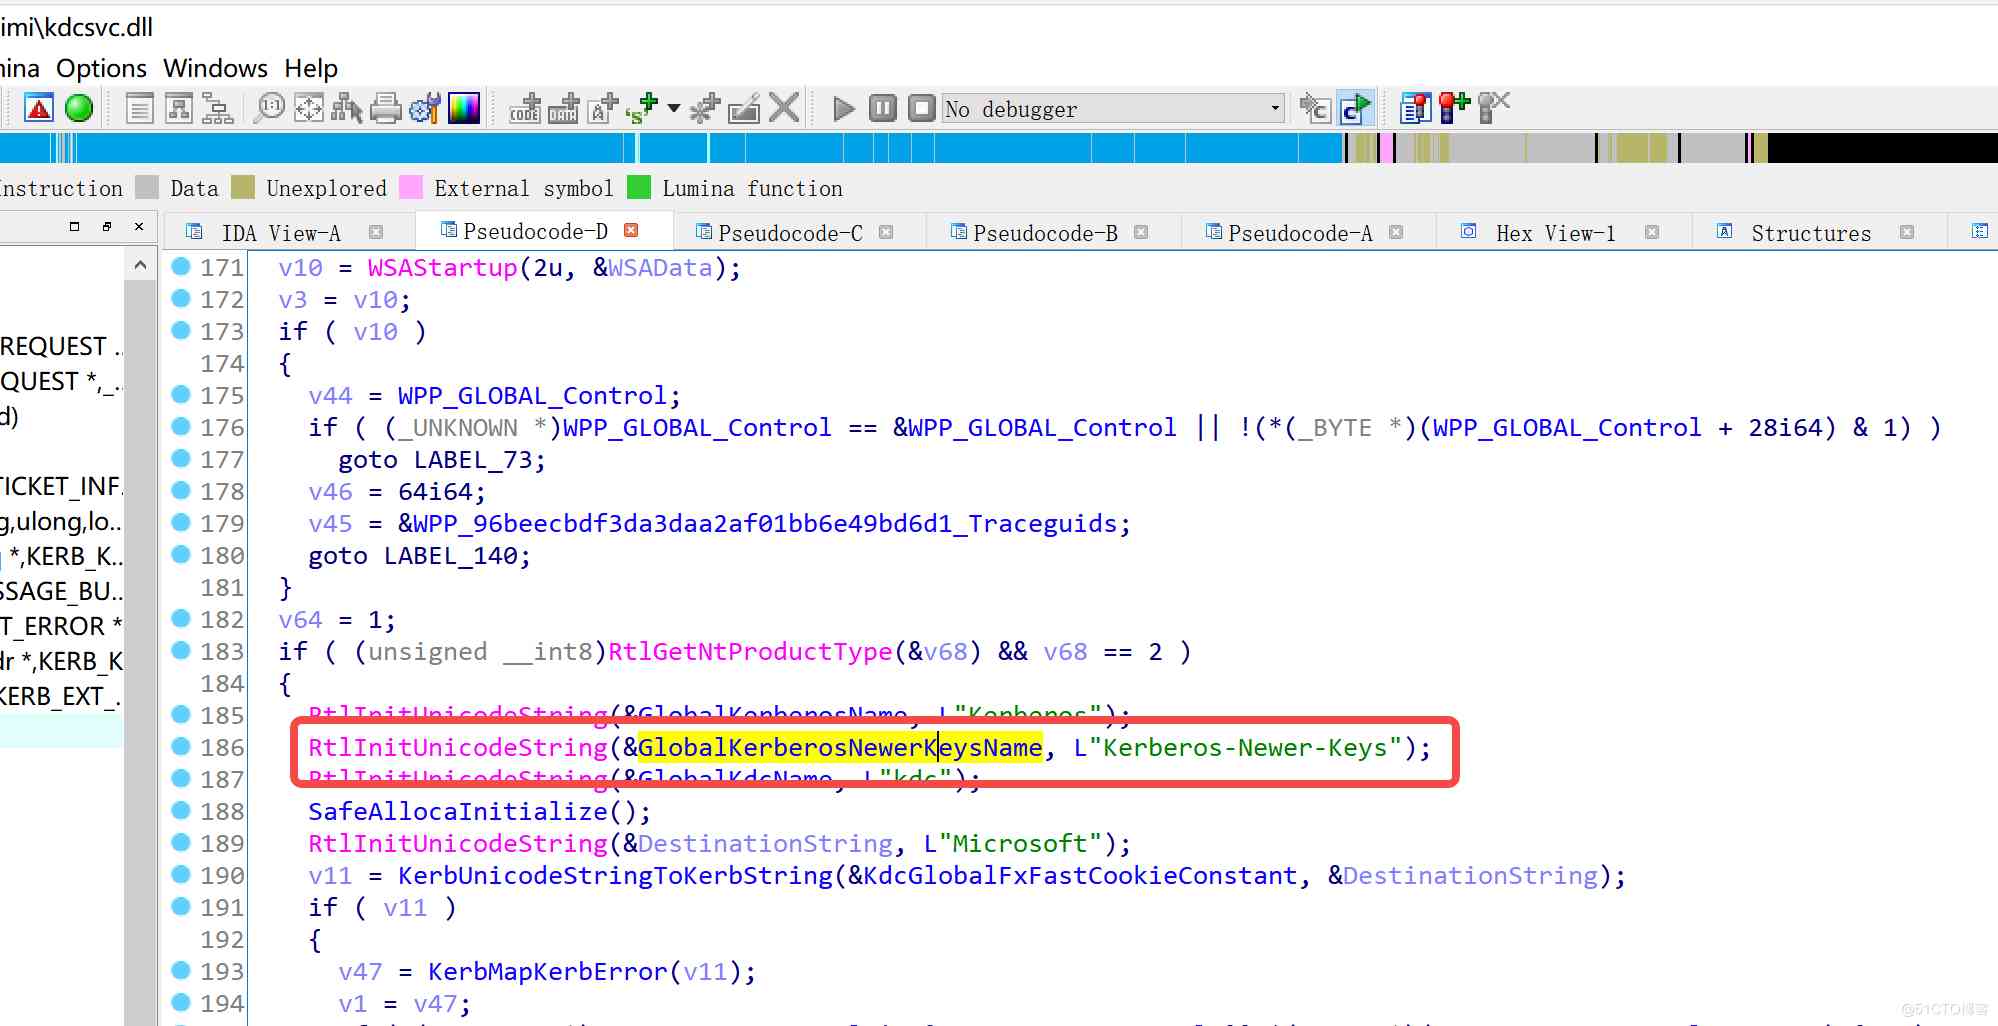 imi\kdcsvc.dll
nina Options Windows Help
No debugger
nstruction Data Unexplored External symbol Lumina function
IDA View-A Pseudocode-D Pseudocode-C Pseudocode-B Pseudocode-A Hex View-1 Structures
REQUEST ..
QUEST *,_..
d)
TICKET_INF..
g,ulong,lo..
*,KERB_K..
SSAGE_BU..
T_ERROR *
dr *,KERB_K
KERB_EXT_..
171 v10 = WSAStartup(2u, &WSAData);
172 v3 = v10;
173 if ( v10 )
174 {
175 v44 = WPP_GLOBAL_Control;
176 if ( (_UNKNOWN *)WPP_GLOBAL_Control == &WPP_GLOBAL_Control || !(*(_BYTE *)(WPP_GLOBAL_Control + 28i64) & 1) )
177 goto LABEL_73;
178 v46 = 64i64;
179 v45 = &WPP_96beecbdf3da3daa2af01bb6e49bd6d1_Traceguids;
180 goto LABEL_140;
181 }
182 v64 = 1;
183 if ( (unsigned __int8)RtlGetNtProductType(&v68) && v68 == 2 )
184 {
185 RtlInitUnicodeString(&GlobalKerberosName, L"Kerberos");
186 RtlInitUnicodeString(&GlobalKerberosNewerKeysName, L"Kerberos-Newer-Keys");
187 RtlInitUnicodeString(&GlobalKdcName, L"kdc");
188 SafeAllocaInitialize();
189 RtlInitUnicodeString(&DestinationString, L"Microsoft");
190 v11 = KerbUnicodeStringToKerbString(&KdcGlobalFxFastCookieConstant, &DestinationString);
191 if ( v11 )
192 {
193 v47 = KerbMapKerbError(v11);
194 v1 = v47;
@51CTO博客